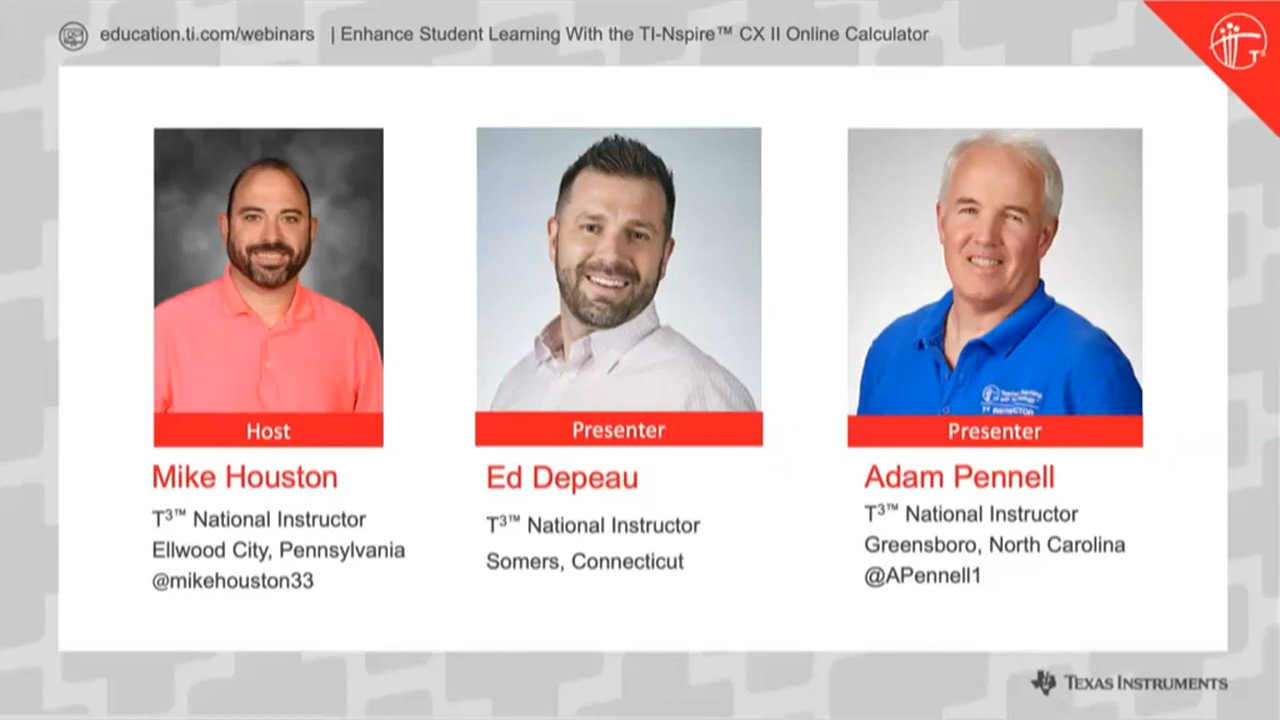 education.ti.com/webinars | Enhance Student Learning With the TI-Nspire™ CX II Online Calculator
Host
Presenter
Presenter
Mike Houston
T³™ National Instructor
Ellwood City, Pennsylvania
@mikehouston33
Ed Depeau
T³™ National Instructor
Somers, Connecticut
Adam Pennell
T³™ National Instructor
Greensboro, North Carolina
@APennell1
TEXAS INSTRUMENTS